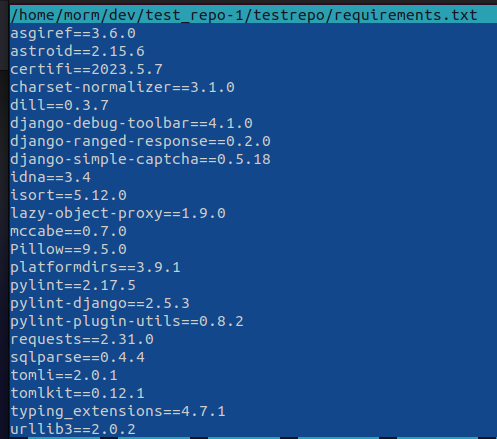 /home/morm/dev/test_repo-1/testrepo/requirements.txt
asgiref==3.6.0
astroid==2.15.6
certifi==2023.5.7
charset-normalizer==3.1.0
dill==0.3.7
django-debug-toolbar==4.1.0
django-ranged-response==0.2.0
django-simple-captcha==0.5.18
idna==3.4
isort==5.12.0
lazy-object-proxy==1.9.0
mccabe==0.7.0
Pillow==9.5.0
platformdirs==3.9.1
pylint==2.17.5
pylint-django==2.5.3
pylint-plugin-utils==0.8.2
requests==2.31.0
sqlparse==0.4.4
tomli==2.0.1
tomlkit==0.12.1
typing_extensions==4.7.1
urllib3==2.0.2